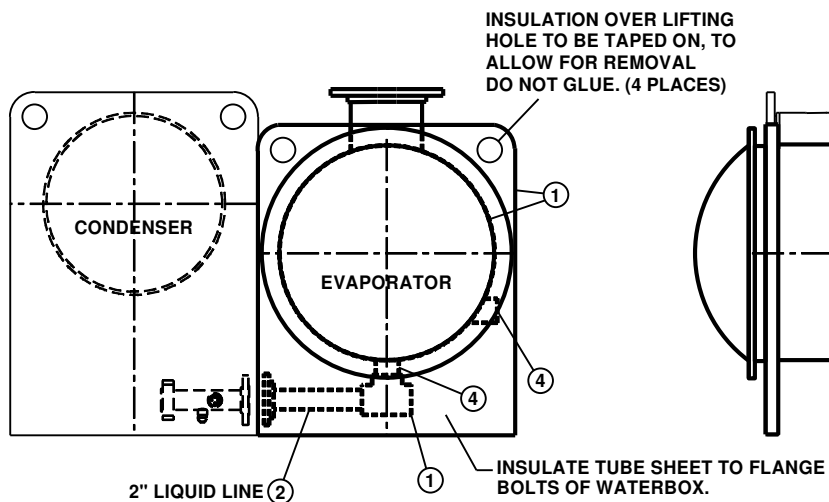 INSULATION OVER LIFTING
HOLE TO BE TAPED ON, TO
ALLOW FOR REMOVAL
DO NOT GLUE. (4 PLACES)
1
CONDENSER
EVAPORATOR
4
4
1
2" LIQUID LINE 2
INSULATE TUBE SHEET TO FLANGE
BOLTS OF WATERBOX.